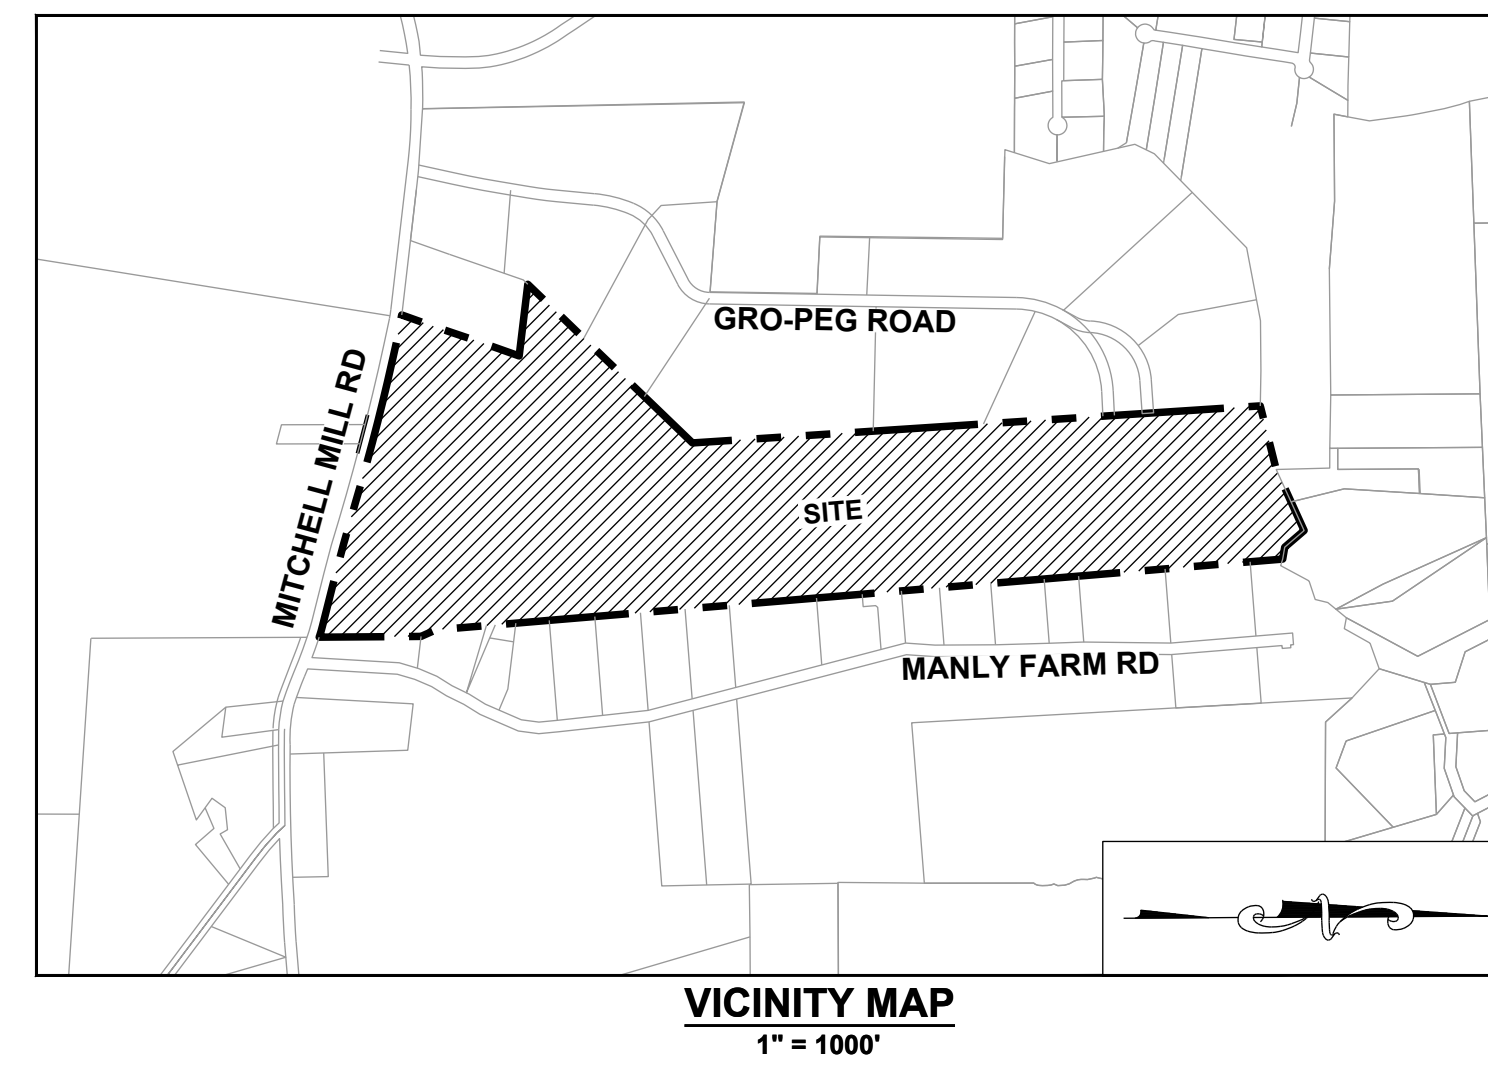 GRO-PEG ROAD
MITCHELL MILL RD
SITE
MANLY FARM RD
N
VICINITY MAP
1" = 1000'